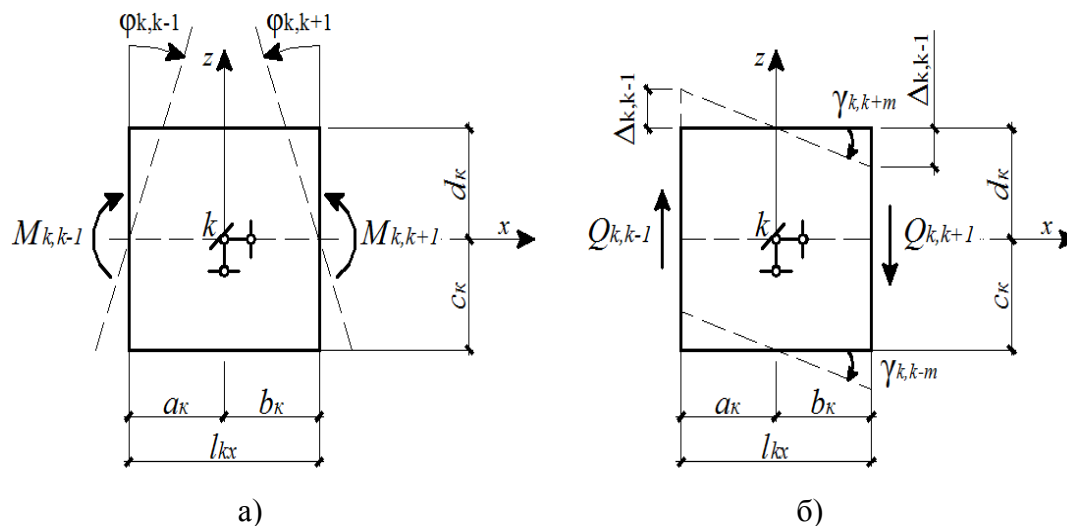 φk,k-1
φk,k+1
z
dк
Mk,k-1
k
Mk,k+1
x
cк
aк
bк
lkx
а)
z
Δk,k-1
γk,k+m
Δk,k-1
dк
Qk,k-1
k
Qk,k+1
x
cк
γk,k-m
aк
bк
lkx
б)